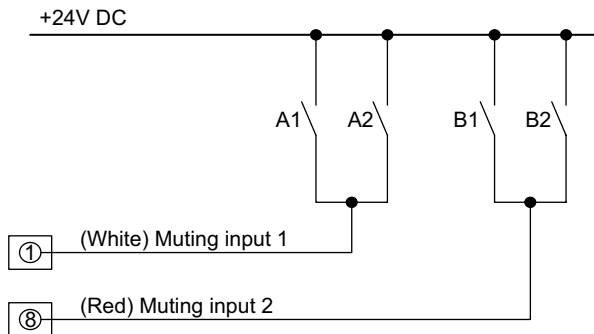 +24V DC
A1 A2 B1 B2
① (White) Muting input 1
⑧ (Red) Muting input 2